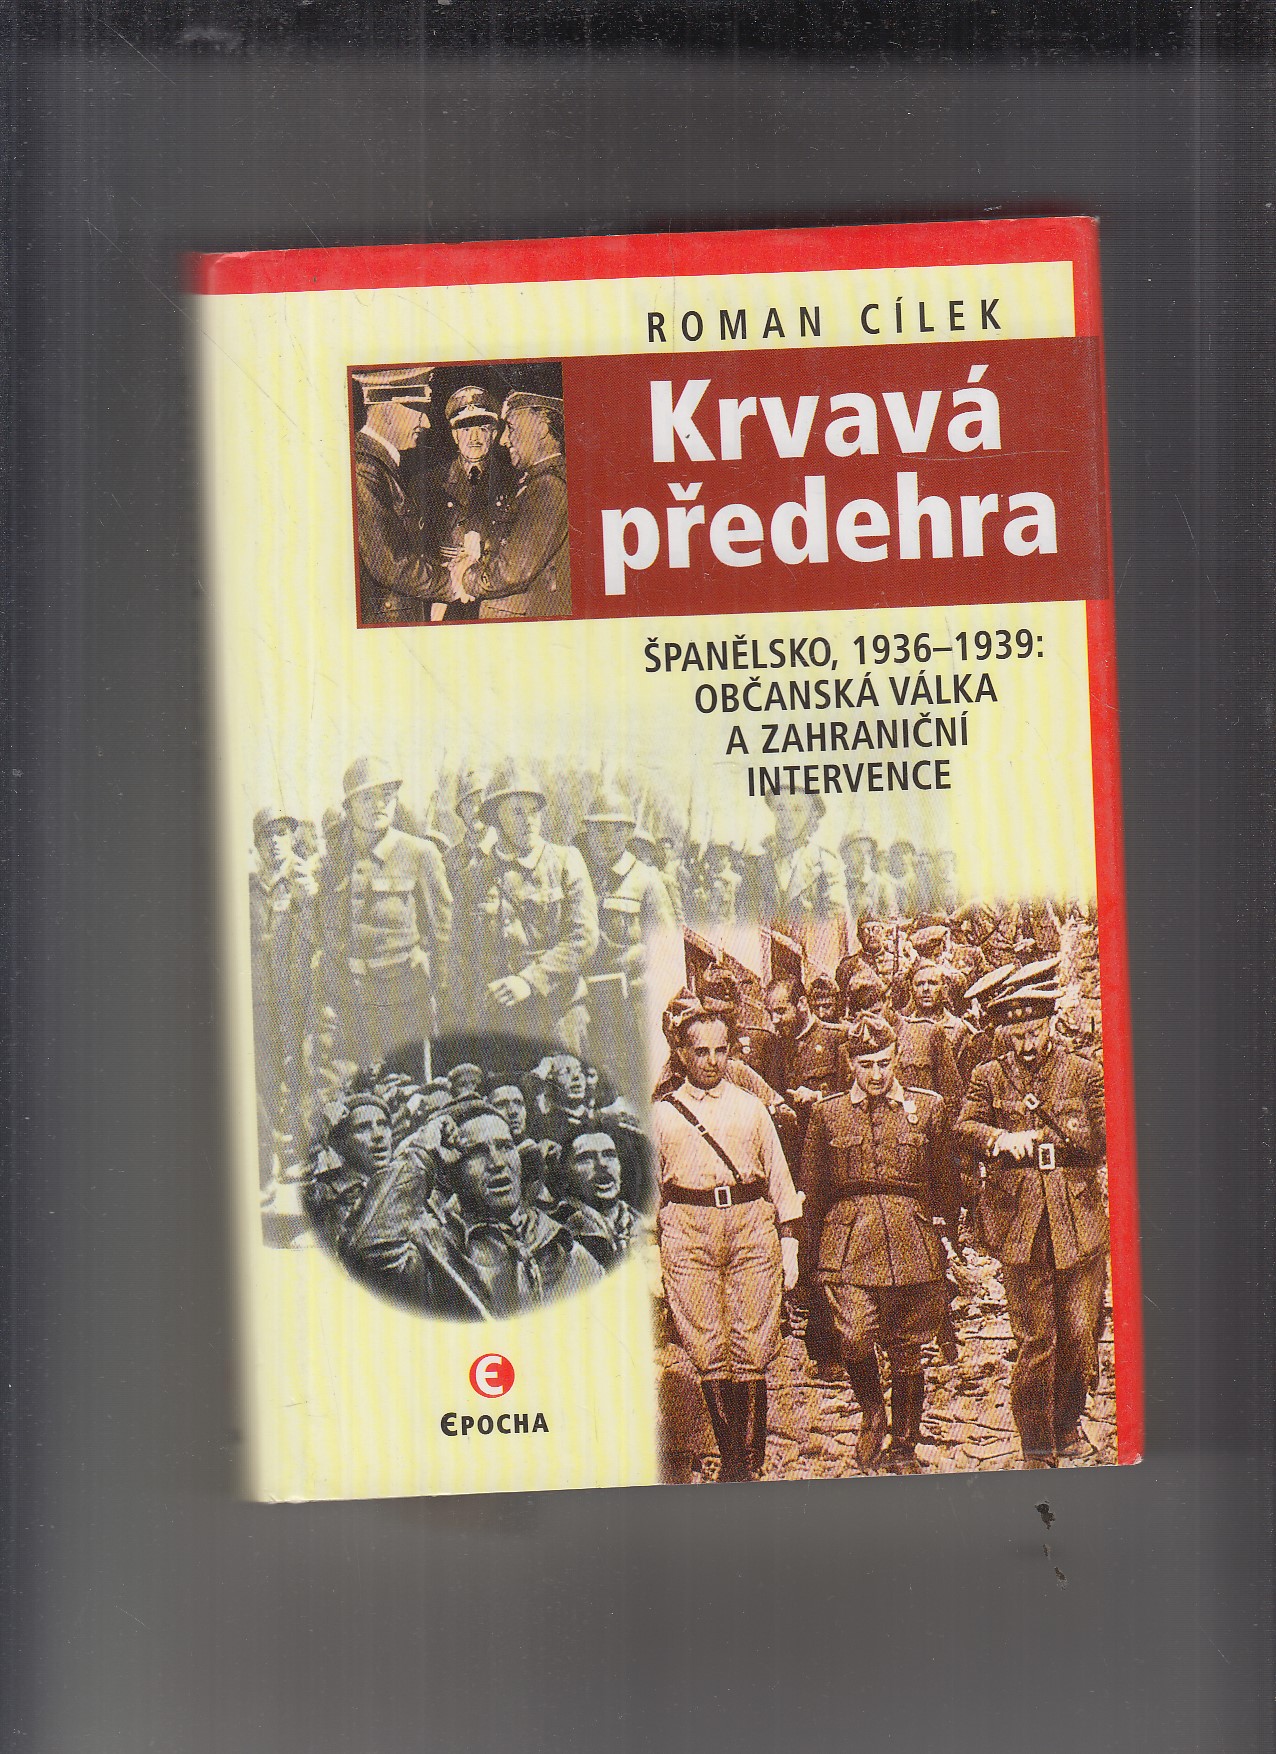 ROMAN CÍLEK
Krvavá
předehra
ŠPANĚLSKO, 1936–1939:
OBČANSKÁ VÁLKA
A ZAHRANIČNÍ
INTERVENCE
EPOCHA